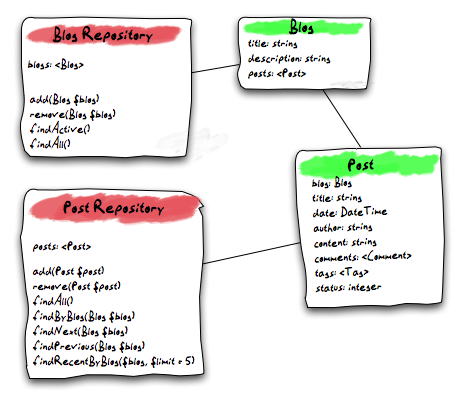 Blog Repository
blogs: <Blog>
add(Blog $blog)
remove(Blog $blog)
findActive()
findAll()
Blog
title: string
description: string
posts: <Post>
Post
blog: Blog
title: string
date: DateTime
author: string
content: string
comments: <Comment>
tags: <Tag>
status: integer
Post Repository
posts: <Post>
add(Post $post)
remove(Post $post)
findAll()
findByBlog(Blog $blog)
findNext(Blog $blog)
findPrevious(Blog $blog)
findRecentByBlog($blog, $limit = 5)